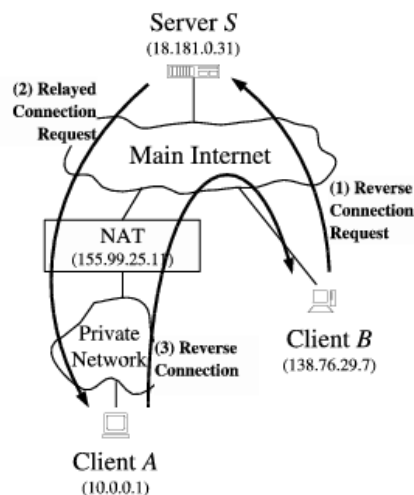 Server S
(18.181.0.31)
(2) Relayed
Connection
Request
Main Internet
(1) Reverse
Connection
Request
NAT
(155.99.25.11)
Private
Network
(3) Reverse
Connection
Client B
(138.76.29.7)
Client A
(10.0.0.1)